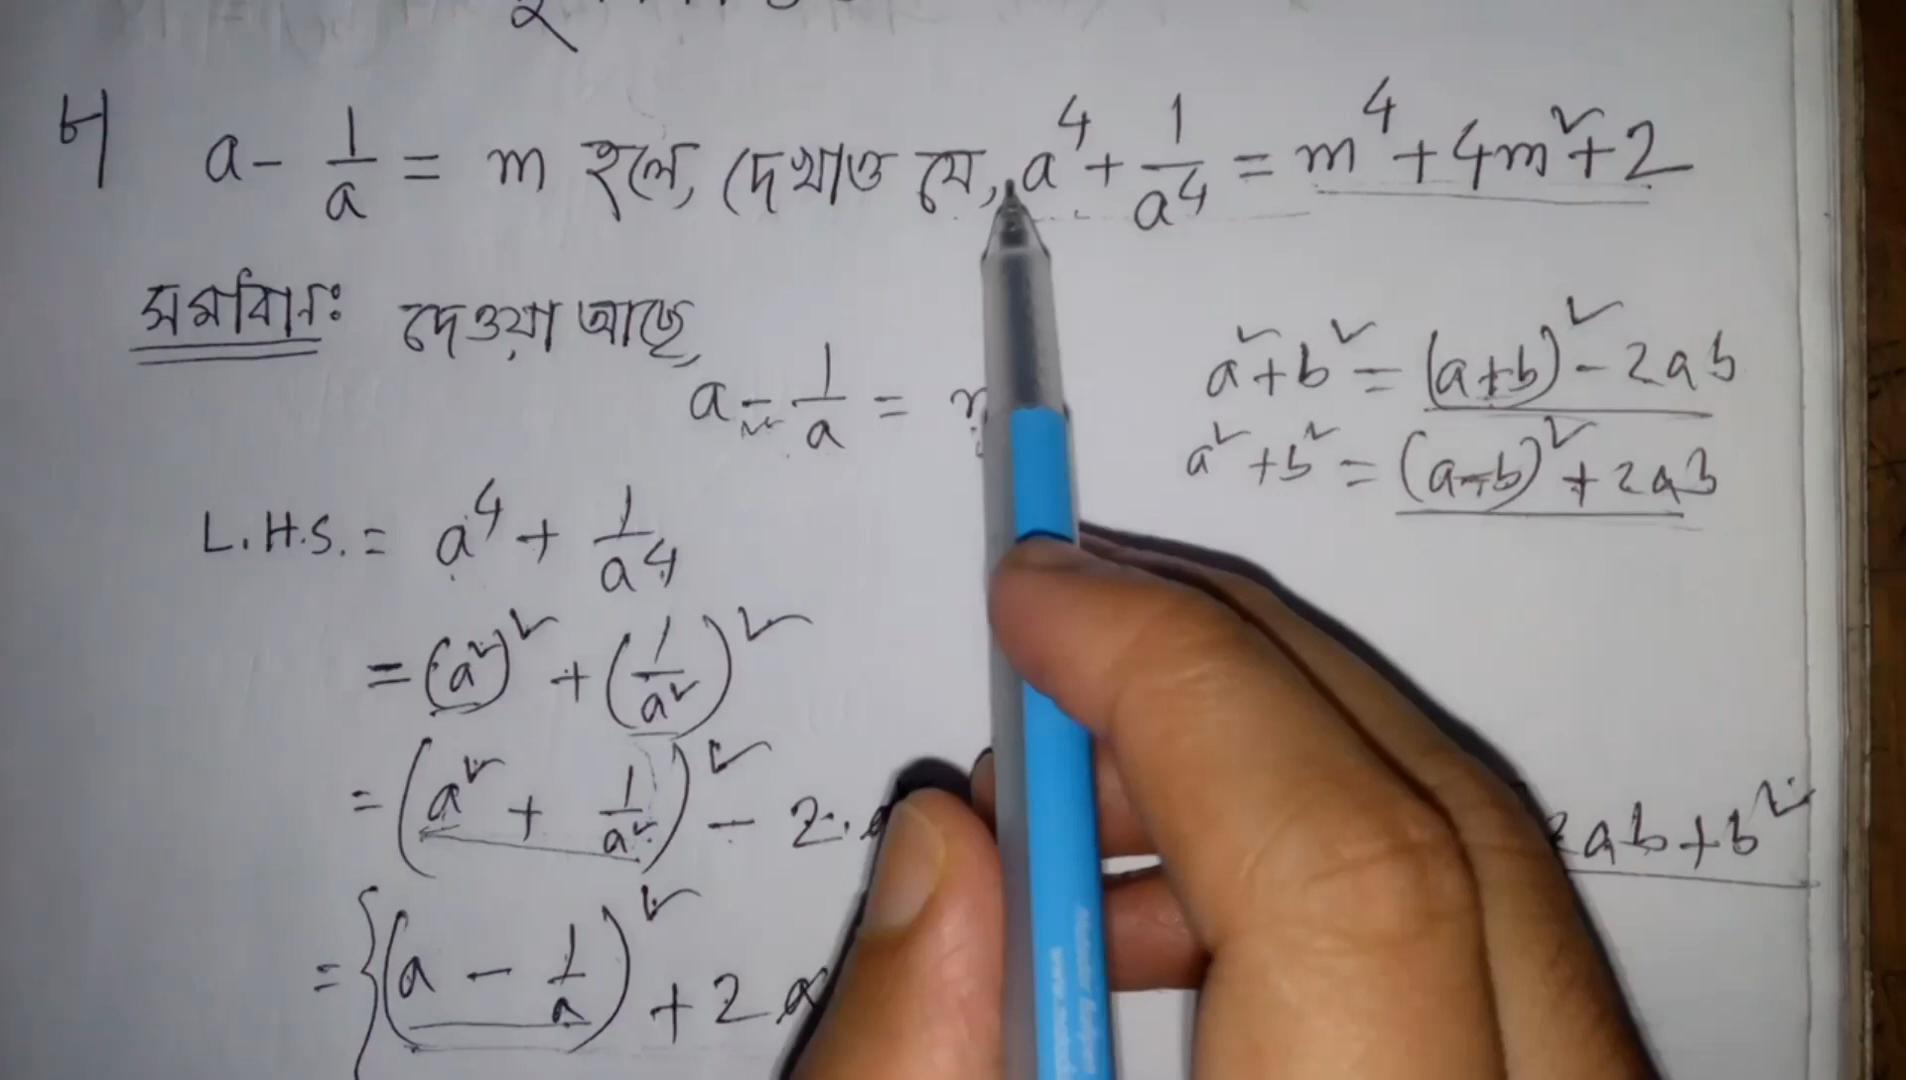 ৮| a - 1/a = m হলে, দেখাও যে, a⁴ + 1/a⁴ = m⁴ + 4m² + 2
সমাধান: দেওয়া আছে,
a - 1/a =
a² + b² = (a+b)² - 2ab
a² + b² = (a-b)² + 2ab
L.H.S. = a⁴ + 1/a⁴
= (a²)² + (1/a²)²
= (a² + 1/a²)² - 2.
2ab + b²
= {(a - 1/a)² + 2